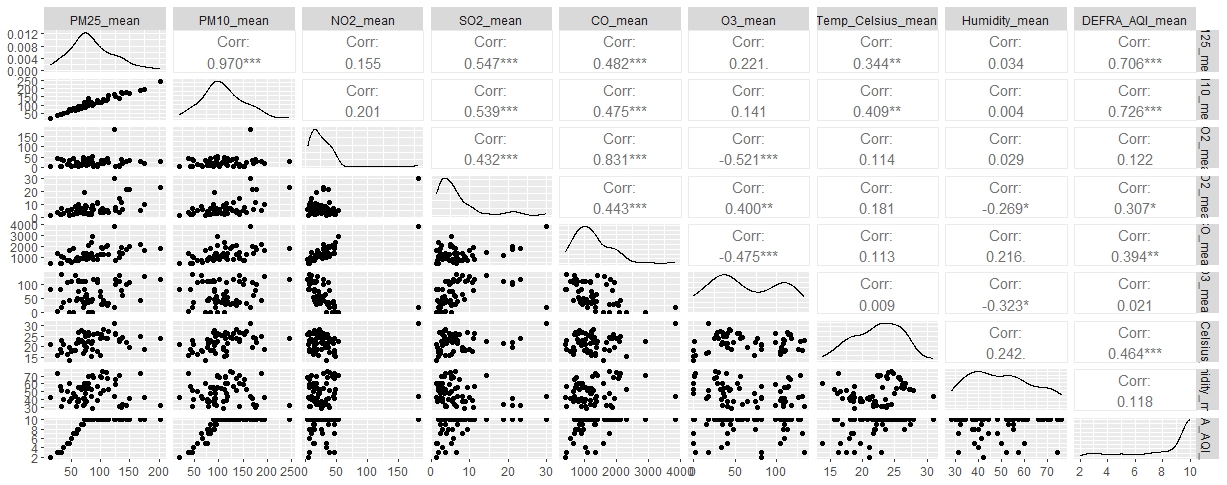 PM25_mean PM10_mean NO2_mean SO2_mean CO_mean O3_mean Temp_Celsius_mean Humidity_mean DEFRA_AQI_mean
0.012 0.008 0.004 0.000
Corr: Corr: Corr: Corr: Corr: Corr: Corr: Corr:
0.970*** 0.155 0.547*** 0.482*** 0.221. 0.344** 0.034 0.706***
250 200 150 100 50
Corr: Corr: Corr: Corr: Corr: Corr: Corr:
0.201 0.539*** 0.475*** 0.141 0.409** 0.004 0.726***
150 100 50 0
Corr: Corr: Corr: Corr: Corr: Corr:
0.432*** 0.831*** -0.521*** 0.114 0.029 0.122
30 20 10 0
Corr: Corr: Corr: Corr: Corr:
0.443*** 0.400** 0.181 -0.269* 0.307*
4000 3000 2000 1000
Corr: Corr: Corr: Corr:
-0.475*** 0.113 0.216. 0.394**
100 50 0
Corr: Corr: Corr:
0.009 -0.323* 0.021
30 25 20 15
Corr: Corr:
0.242. 0.464***
Celsius
70 60 50 40 30
Corr:
0.118
10 8 6 4 2
50 100 150 200 50 100 150 200 250 0 50 100 150 0 10 20 30 1000 2000 3000 4000 0 50 100 15 20 25 30 30 40 50 60 70 2 4 6 8 10